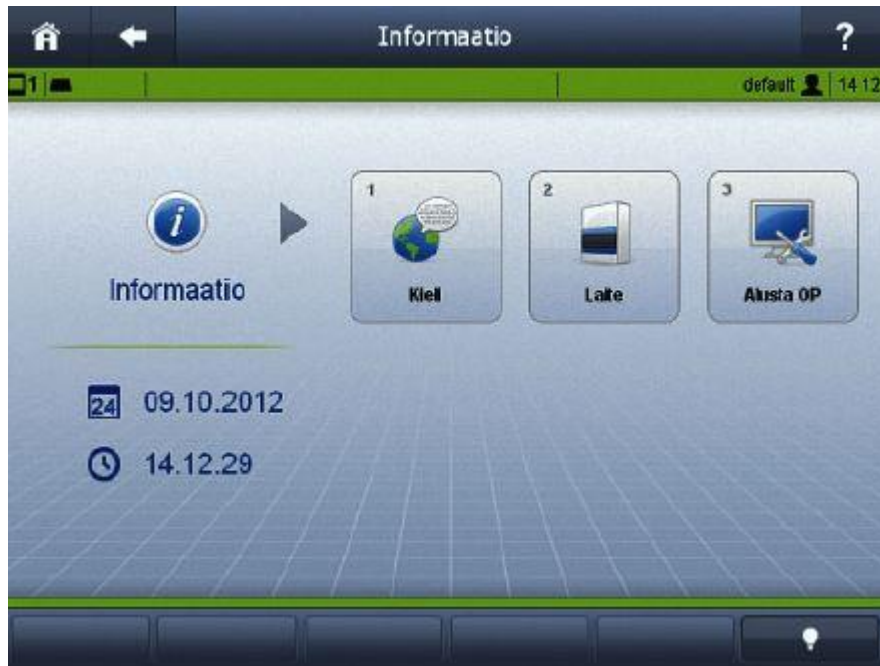 Informaatio
?
1
default
14 12
1
2
3
Kieli
Laite
Alusta OP
Informaatio
24
09.10.2012
14.12.29